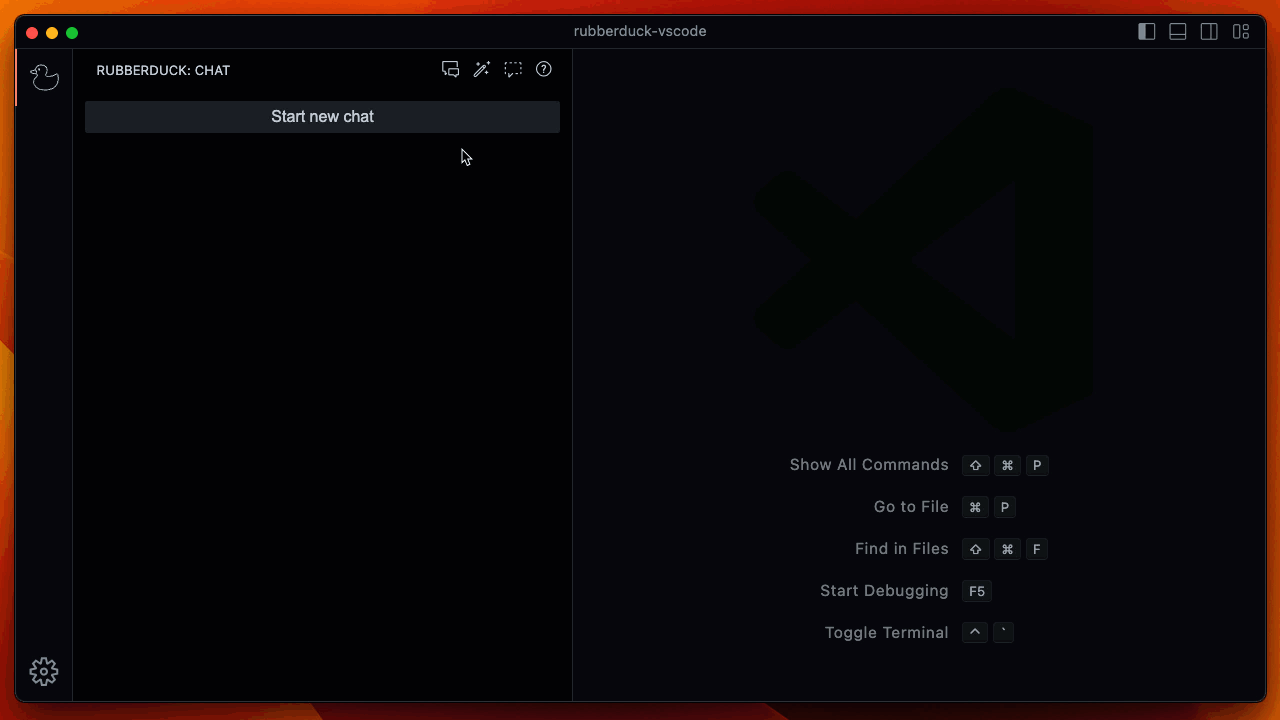 rubberduck-vscode
RUBBERDUCK: CHAT
Start new chat
Show All Commands ⇧ ⌘ P
Go to File ⌘ P
Find in Files ⇧ ⌘ F
Start Debugging F5
Toggle Terminal ^ `